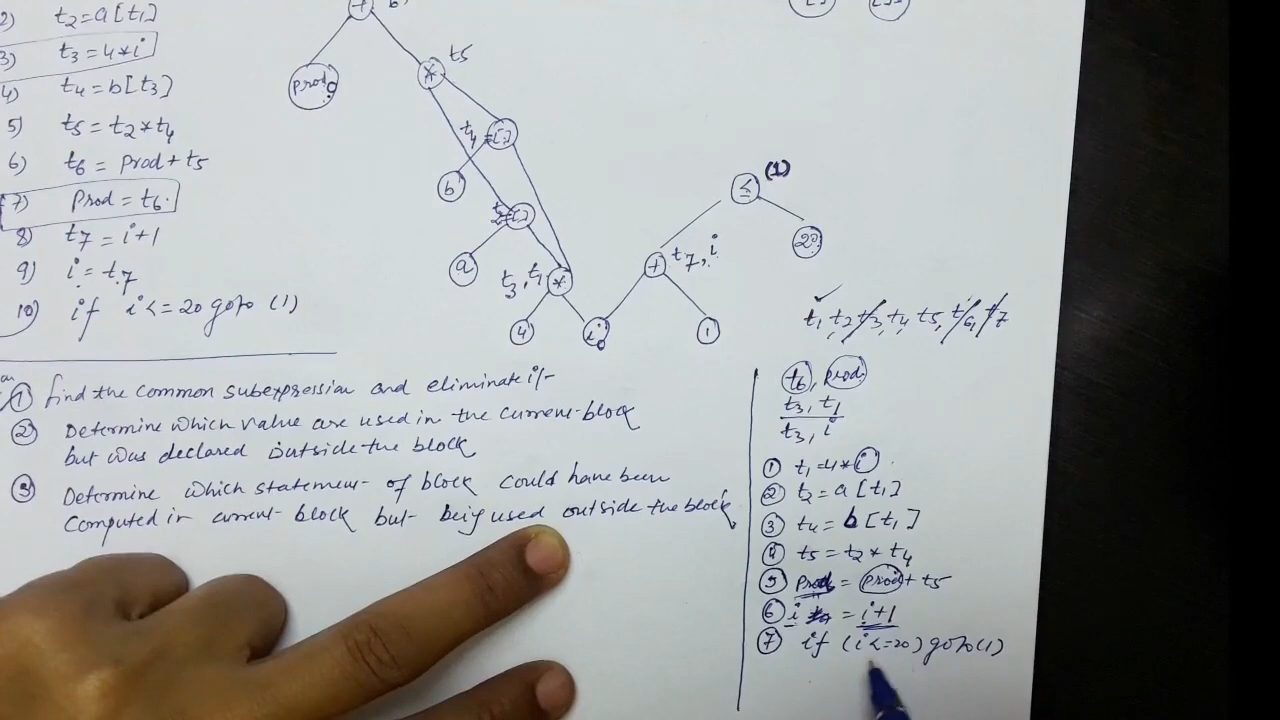 2) t2 = a[t1]
3) t3 = 4*i
4) t4 = b[t3]
5) t5 = t2*t4
6) t6 = prod + t5
7) Prod = t6.
8) t7 = i+1
9) i = t7
10) if i<=20 goto (1)
+
t5
*
prod0
t4 = []
b
t2 = []
a
t3, t1
*
4
i0
(1)
≤
20
t7, i
+
1
t1, t2, t3, t4, t5, t6, t7
① find the common subexpression and eliminate it
② Determine which value are used in the current block
but was declared outside the block
③ Determine which statement of block could have been
Computed in current block but being used outside the block
t6, prod
t3, t1
t3, i
① t1 = 4*i
② t2 = a[t1]
③ t4 = b[t1]
④ t5 = t2 * t4
⑤ Prod = prod + t5
⑥ i = i+1
⑦ if (i<=20) goto (1)